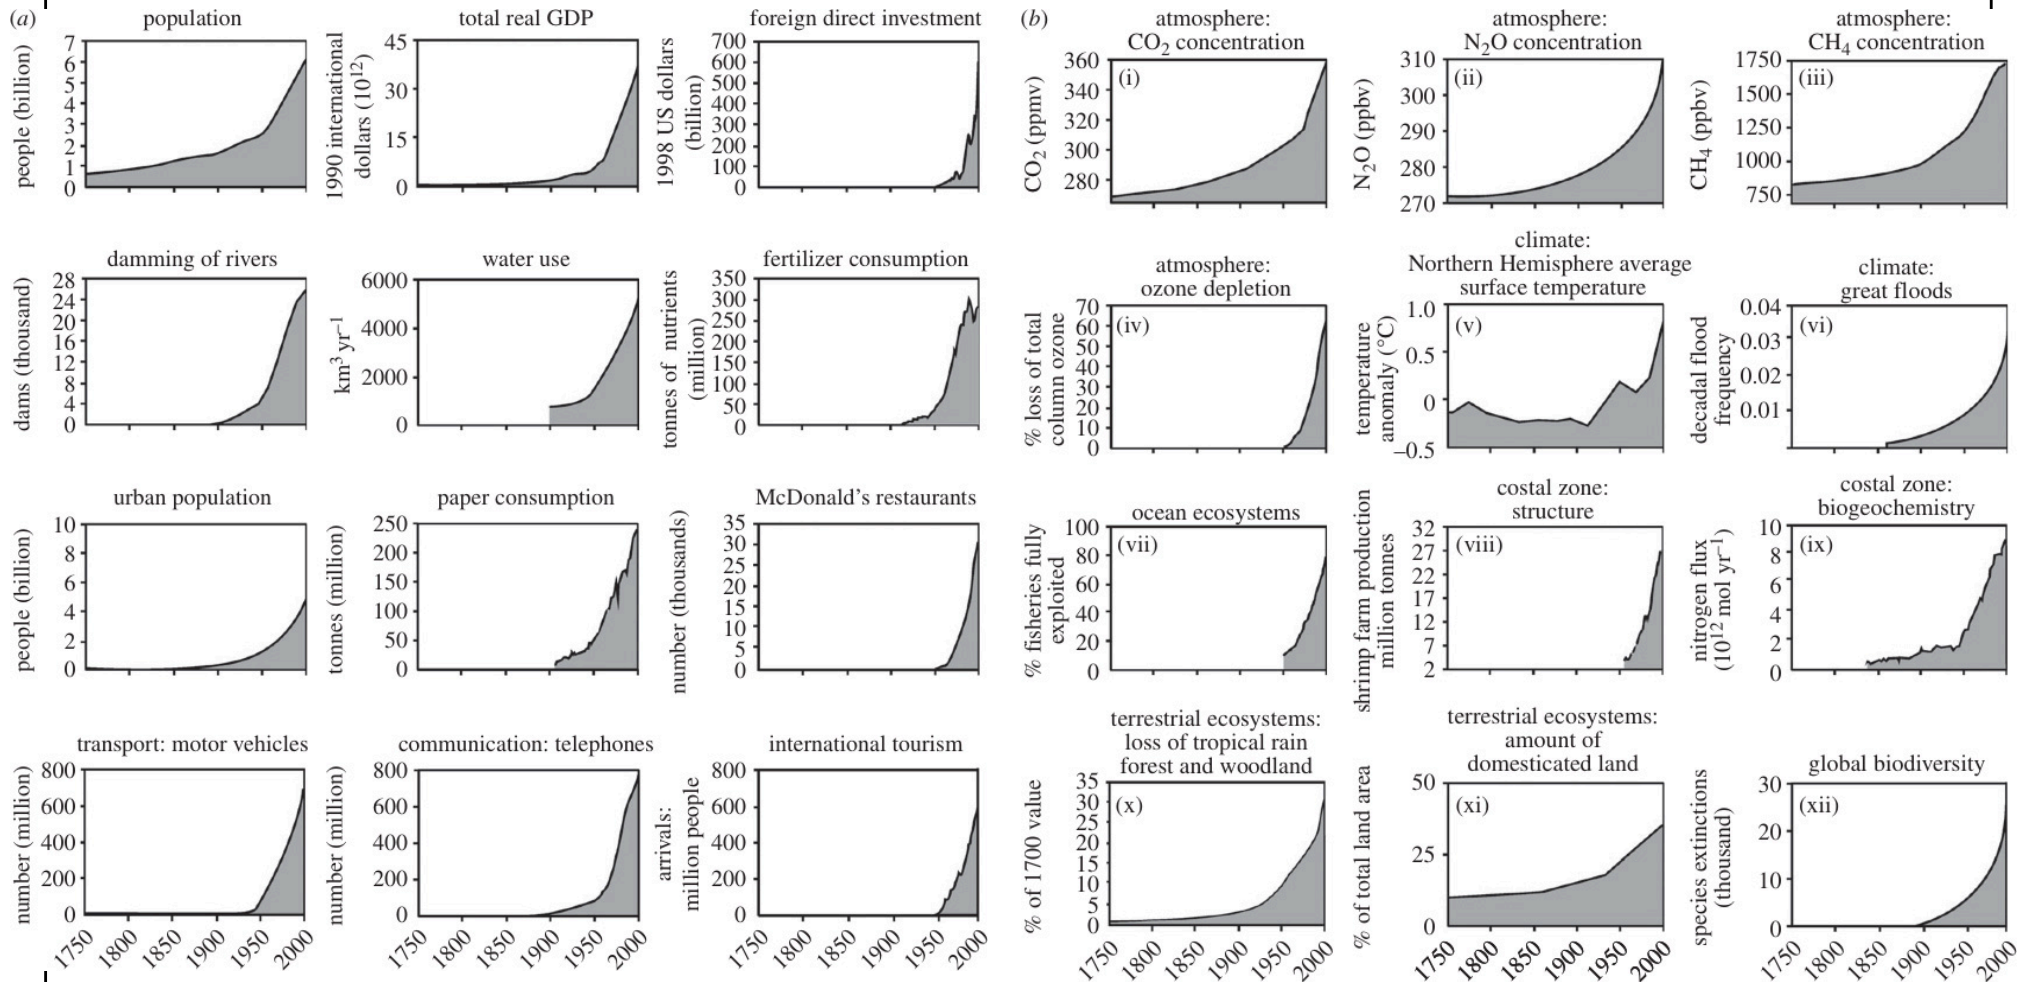 (a)
population
people (billion)
7
6
5
4
3
2
1
0
total real GDP
1990 international
dollars (10¹²)
45
30
15
0
foreign direct investment
1998 US dollars
(billion)
700
600
500
400
300
200
100
0
damming of rivers
dams (thousand)
28
24
20
16
12
8
4
0
water use
km³ yr⁻¹
6000
4000
2000
0
fertilizer consumption
tonnes of nutrients
(million)
350
300
250
200
150
100
50
0
urban population
people (billion)
10
8
6
4
2
0
paper consumption
tonnes (million)
250
200
150
100
50
0
McDonald's restaurants
number (thousands)
35
30
25
20
15
10
5
0
transport: motor vehicles
number (million)
800
600
400
200
0
1750
1800
1850
1900
1950
2000
communication: telephones
number (million)
800
600
400
200
0
1750
1800
1850
1900
1950
2000
international tourism
arrivals:
million people
800
600
400
200
0
1750
1800
1850
1900
1950
2000
(b)
atmosphere:
CO₂ concentration
(i)
CO₂ (ppmv)
360
340
320
300
280
atmosphere:
N₂O concentration
(ii)
N₂O (ppbv)
310
300
290
280
270
atmosphere:
CH₄ concentration
(iii)
CH₄ (ppbv)
1750
1500
1250
1000
750
atmosphere:
ozone depletion
(iv)
% loss of total
column ozone
70
60
50
40
30
20
10
0
climate:
Northern Hemisphere average
surface temperature
(v)
temperature
anomaly (°C)
1.0
0.5
0
–0.5
climate:
great floods
(vi)
decadal flood
frequency
0.04
0.03
0.02
0.01
ocean ecosystems
(vii)
% fisheries fully
exploited
100
80
60
40
20
0
costal zone:
structure
(viii)
shrimp farm production
million tonnes
32
27
22
17
12
7
2
costal zone:
biogeochemistry
(ix)
nitrogen flux
(10¹² mol yr⁻¹)
10
8
6
4
2
0
terrestrial ecosystems:
loss of tropical rain
forest and woodland
(x)
% of 1700 value
35
30
25
20
15
10
5
0
1750
1800
1850
1900
1950
2000
terrestrial ecosystems:
amount of
domesticated land
(xi)
% of total land area
50
25
0
1750
1800
1850
1900
1950
2000
global biodiversity
(xii)
species extinctions
(thousand)
30
20
10
0
1750
1800
1850
1900
1950
2000